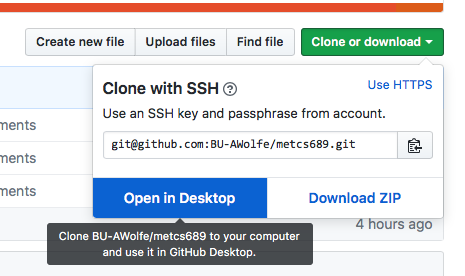 Create new file Upload files Find file Clone or download
Clone with SSH Use HTTPS
Use an SSH key and passphrase from account.
git@github.com:BU-AWolfe/metcs689.git
Open in Desktop Download ZIP
ments
ments
ments
4 hours ago
Clone BU-AWolfe/metcs689 to your computer
and use it in GitHub Desktop.